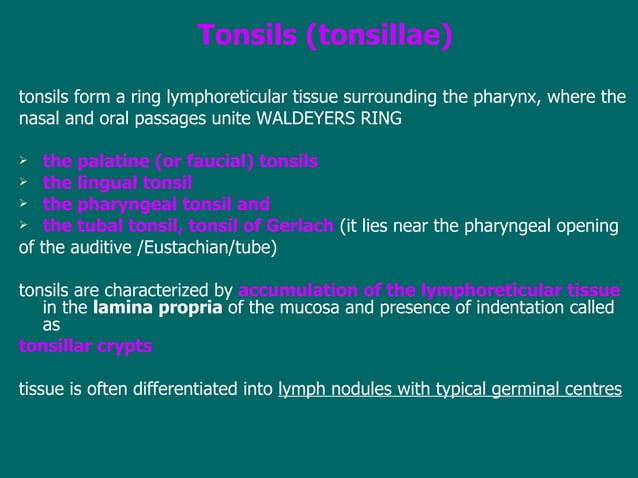 Tonsils (tonsillae)
tonsils form a ring lymphoreticular tissue surrounding the pharynx, where the
nasal and oral passages unite WALDEYERS RING
➢ the palatine (or faucial) tonsils
➢ the lingual tonsil
➢ the pharyngeal tonsil and
➢ the tubal tonsil, tonsil of Gerlach (it lies near the pharyngeal opening
of the auditive /Eustachian/tube)
tonsils are characterized by accumulation of the lymphoreticular tissue
in the lamina propria of the mucosa and presence of indentation called
as
tonsillar crypts
tissue is often differentiated into lymph nodules with typical germinal centres